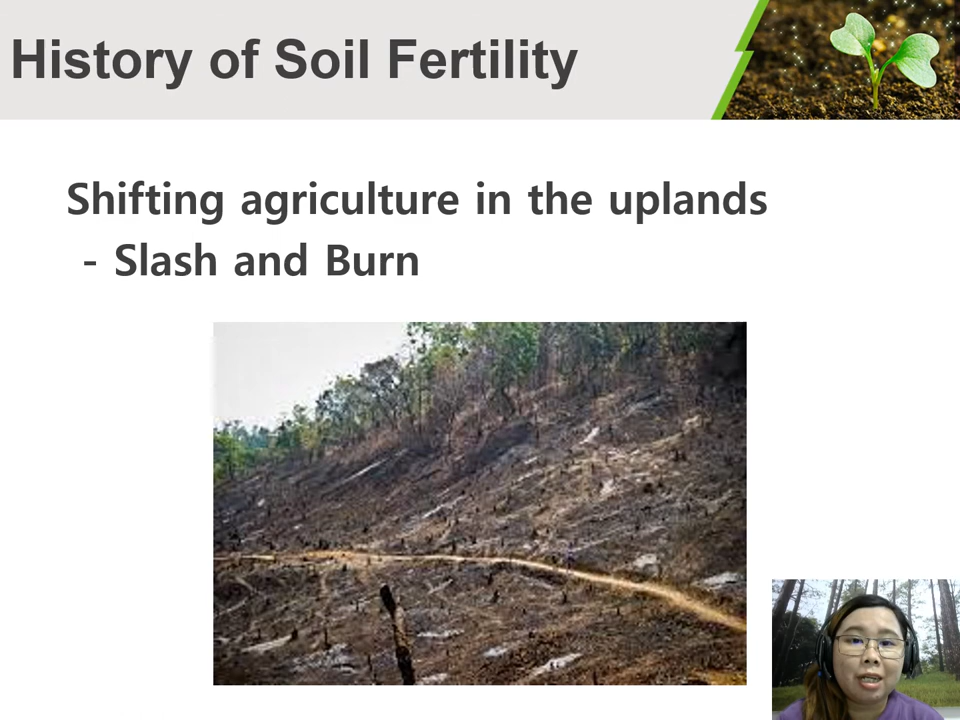 History of Soil Fertility
Shifting agriculture in the uplands
- Slash and Burn